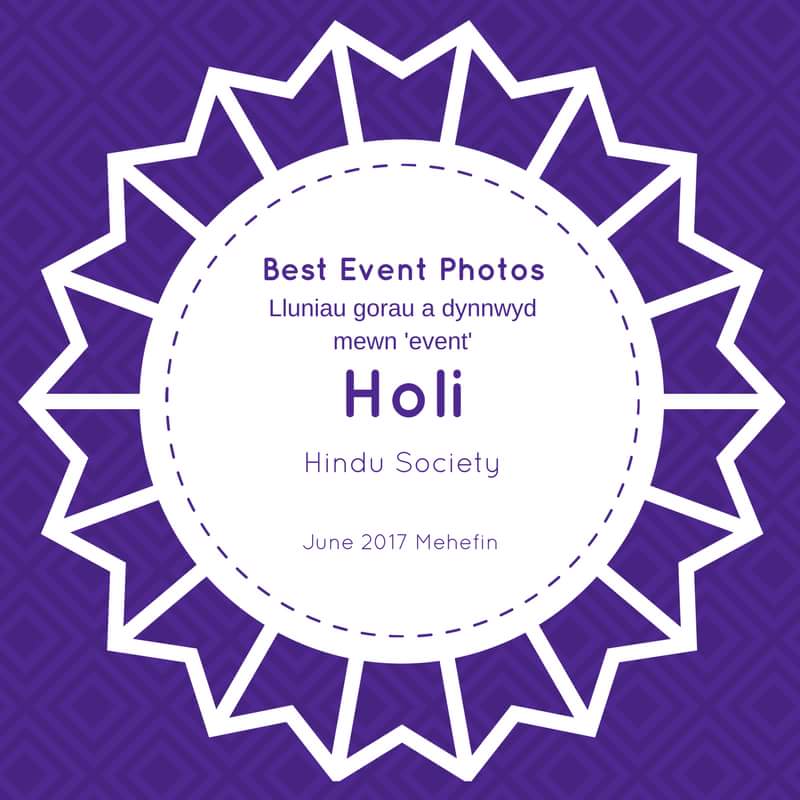 Best Event Photos
Lluniau gorau a dynnwyd
mewn 'event'
Holi
Hindu Society
June 2017 Mehefin